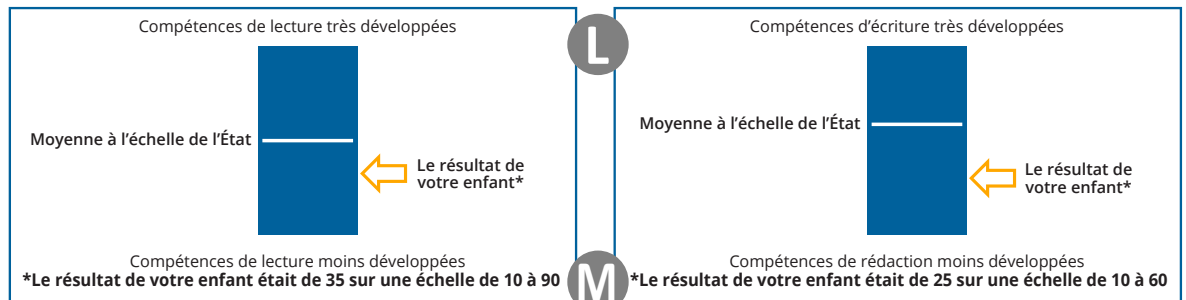 Compétences de lecture très développées
Moyenne à l'échelle de l'État
Le résultat de
votre enfant*
Compétences de lecture moins développées
*Le résultat de votre enfant était de 35 sur une échelle de 10 à 90
L
M
Compétences d'écriture très développées
Moyenne à l'échelle de l'État
Le résultat de
votre enfant*
Compétences de rédaction moins développées
*Le résultat de votre enfant était de 25 sur une échelle de 10 à 60